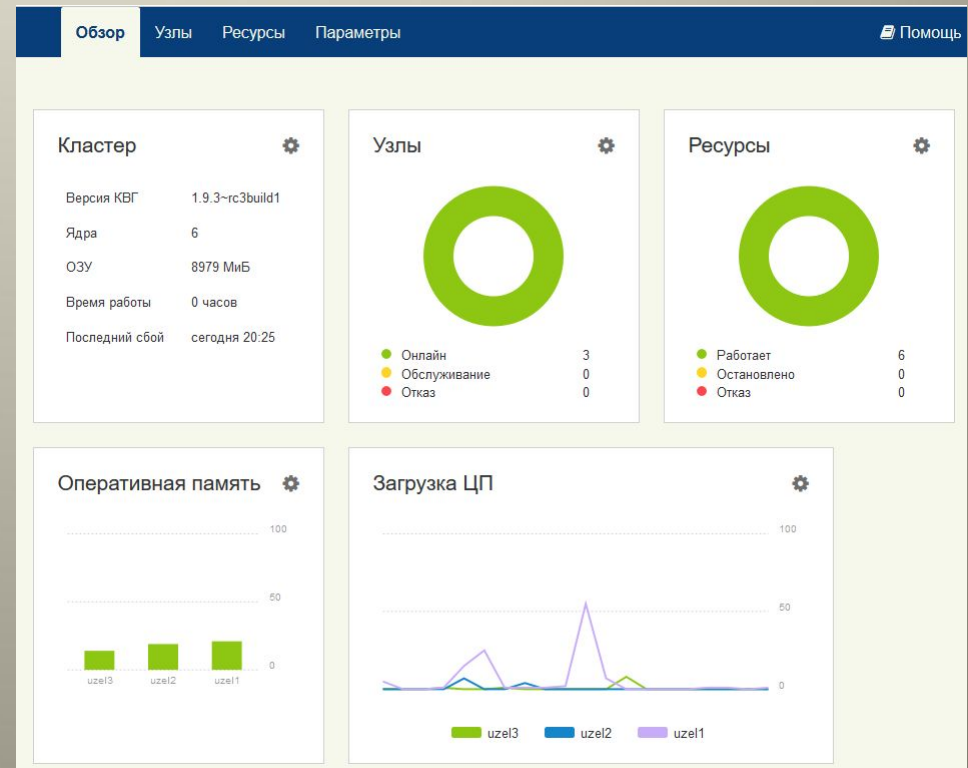 Обзор Узлы Ресурсы Параметры Помощь
Кластер
Версия КВГ 1.9.3~rc3build1
Ядра 6
ОЗУ 8979 МиБ
Время работы 0 часов
Последний сбой сегодня 20:25
Узлы
Онлайн 3
Обслуживание 0
Отказ 0
Ресурсы
Работает 6
Остановлено 0
Отказ 0
Оперативная память
100
50
0
uzel3 uzel2 uzel1
Загрузка ЦП
100
50
0
uzel3 uzel2 uzel1